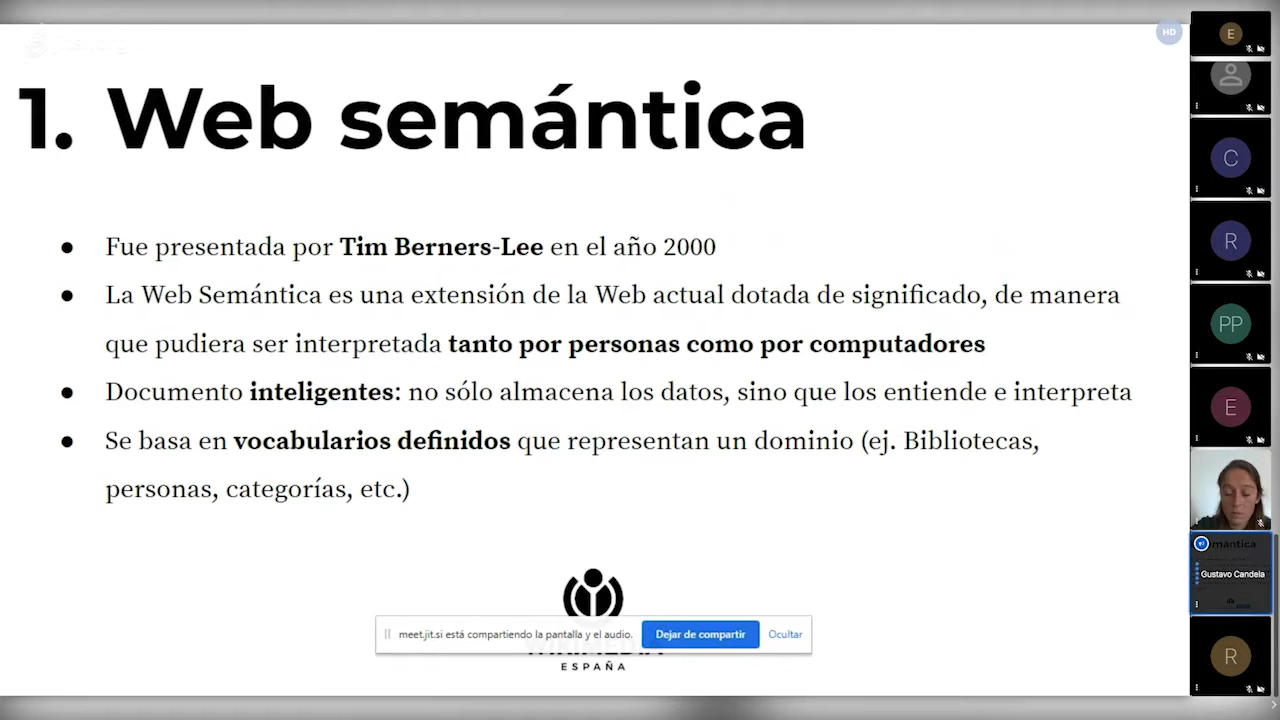 HD
1. Web semántica
● Fue presentada por Tim Berners-Lee en el año 2000
● La Web Semántica es una extensión de la Web actual dotada de significado, de manera
que pudiera ser interpretada tanto por personas como por computadores
● Documento inteligentes: no sólo almacena los datos, sino que los entiende e interpreta
● Se basa en vocabularios definidos que representan un dominio (ej. Bibliotecas,
personas, categorías, etc.)
meet.jit.si está compartiendo la pantalla y el audio.
Dejar de compartir
Ocultar
ESPAÑA
E
C
R
PP
E
Gustavo Candela
R